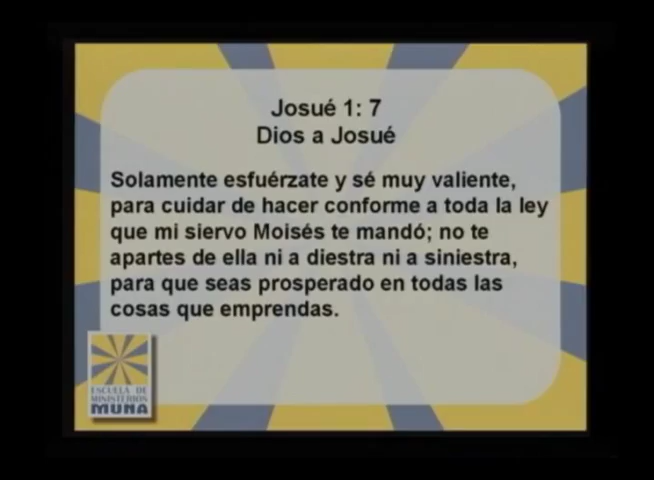 Josué 1: 7
Dios a Josué
Solamente esfuérzate y sé muy valiente,
para cuidar de hacer conforme a toda la ley
que mi siervo Moisés te mandó; no te
apartes de ella ni a diestra ni a siniestra,
para que seas prosperado en todas las
cosas que emprendas.
ESCUELA DE
MINISTERIOS
MUNA